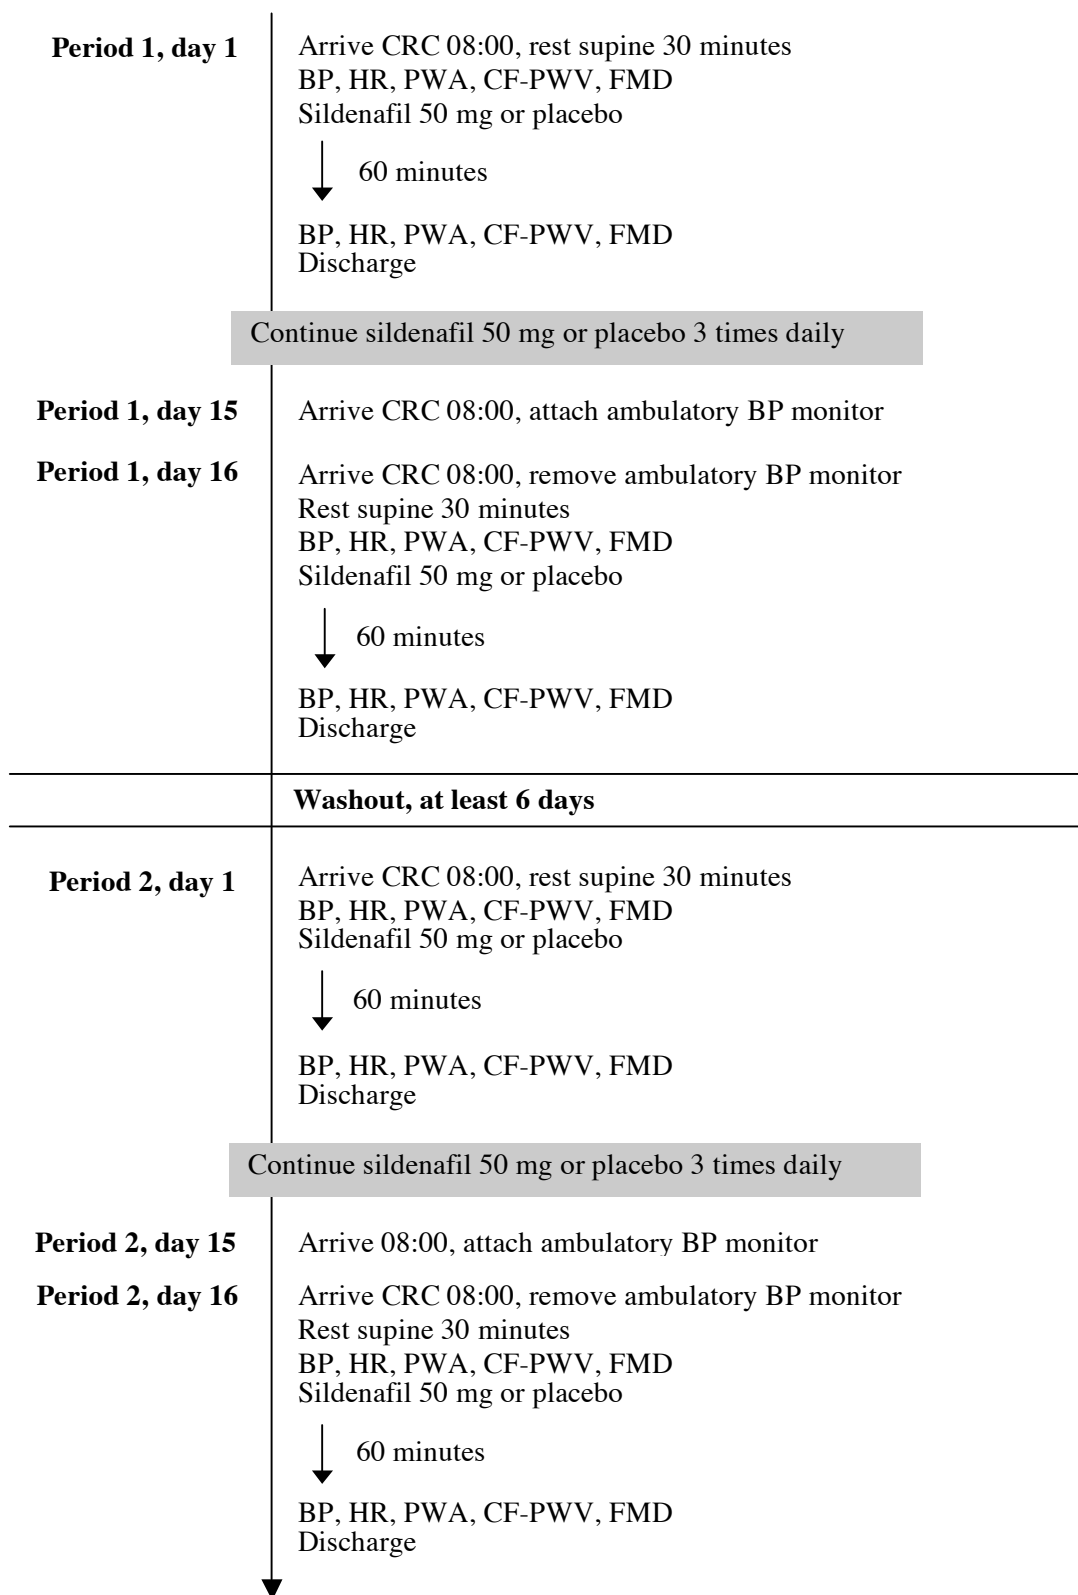 Period 1, day 1
Arrive CRC 08:00, rest supine 30 minutes
BP, HR, PWA, CF-PWV, FMD
Sildenafil 50 mg or placebo
60 minutes
BP, HR, PWA, CF-PWV, FMD
Discharge
Continue sildenafil 50 mg or placebo 3 times daily
Period 1, day 15
Arrive CRC 08:00, attach ambulatory BP monitor
Period 1, day 16
Arrive CRC 08:00, remove ambulatory BP monitor
Rest supine 30 minutes
BP, HR, PWA, CF-PWV, FMD
Sildenafil 50 mg or placebo
60 minutes
BP, HR, PWA, CF-PWV, FMD
Discharge
Washout, at least 6 days
Period 2, day 1
Arrive CRC 08:00, rest supine 30 minutes
BP, HR, PWA, CF-PWV, FMD
Sildenafil 50 mg or placebo
60 minutes
BP, HR, PWA, CF-PWV, FMD
Discharge
Continue sildenafil 50 mg or placebo 3 times daily
Period 2, day 15
Arrive 08:00, attach ambulatory BP monitor
Period 2, day 16
Arrive CRC 08:00, remove ambulatory BP monitor
Rest supine 30 minutes
BP, HR, PWA, CF-PWV, FMD
Sildenafil 50 mg or placebo
60 minutes
BP, HR, PWA, CF-PWV, FMD
Discharge